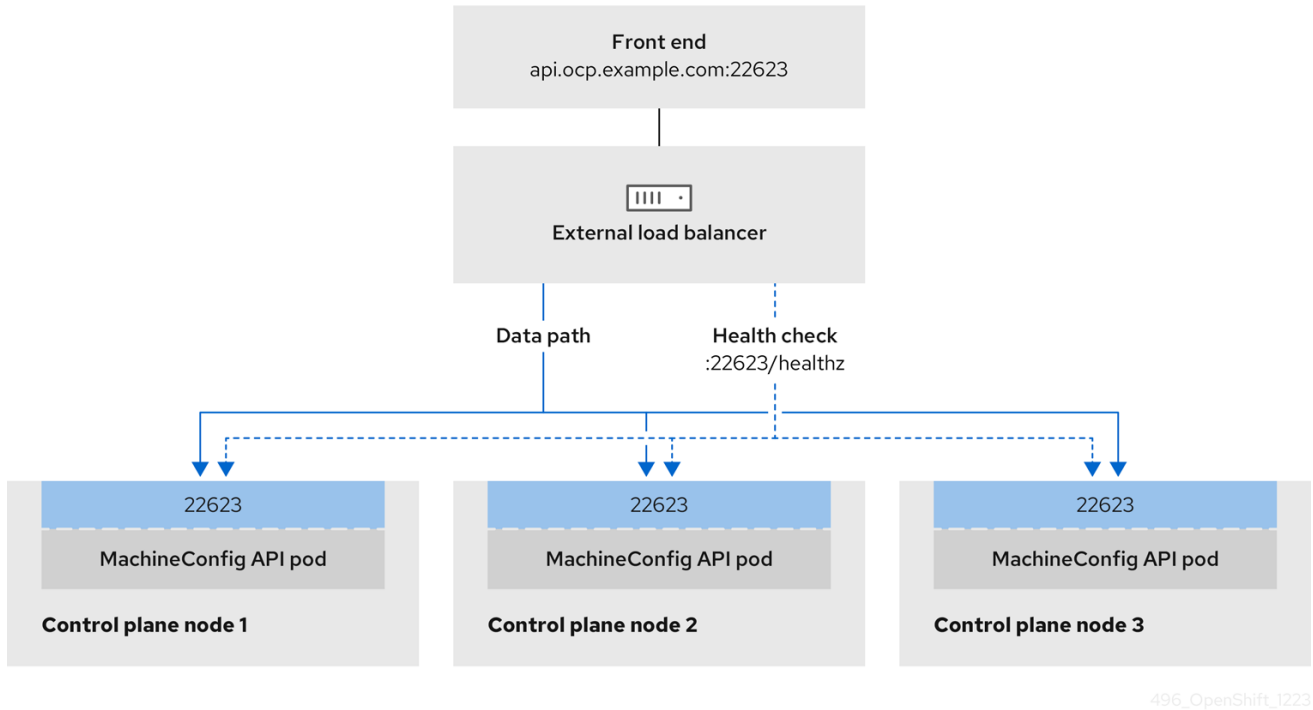 Front end
api.ocp.example.com:22623
External load balancer
Data path
Health check
:22623/healthz
22623
22623
22623
MachineConfig API pod
MachineConfig API pod
MachineConfig API pod
Control plane node 1
Control plane node 2
Control plane node 3
496_OpenShift_1223